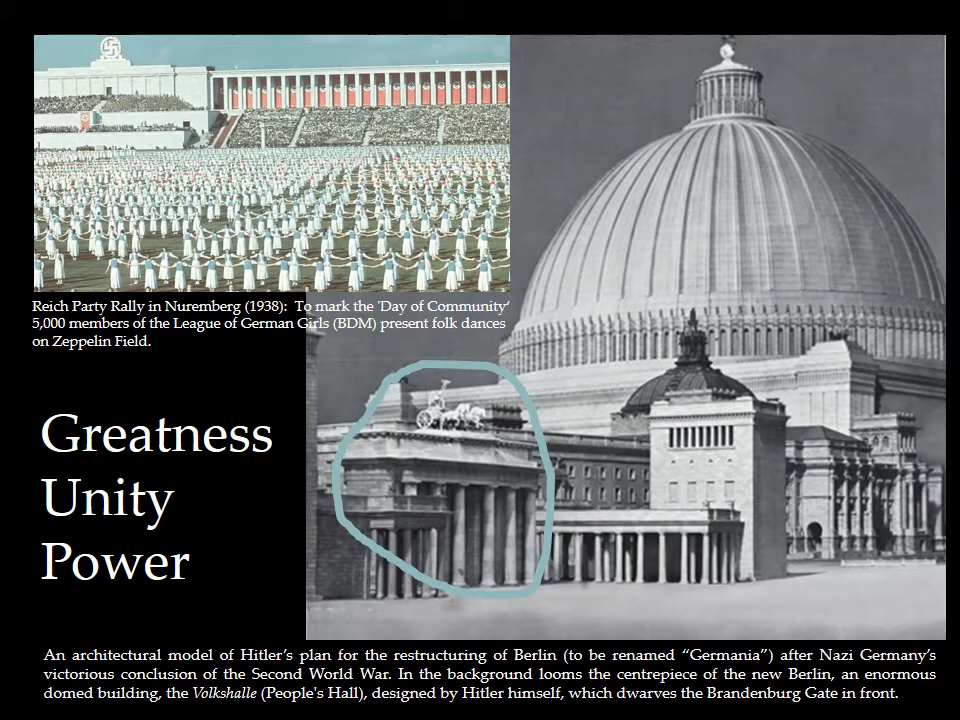 Reich Party Rally in Nuremberg (1938):  To mark the 'Day of Community'
5,000 members of the League of German Girls (BDM) present folk dances
on Zeppelin Field.
Greatness
Unity
Power
An architectural model of Hitler's plan for the restructuring of Berlin (to be renamed “Germania”) after Nazi Germany's
victorious conclusion of the Second World War. In the background looms the centrepiece of the new Berlin, an enormous
domed building, the Volkshalle (People's Hall), designed by Hitler himself, which dwarves the Brandenburg Gate in front.